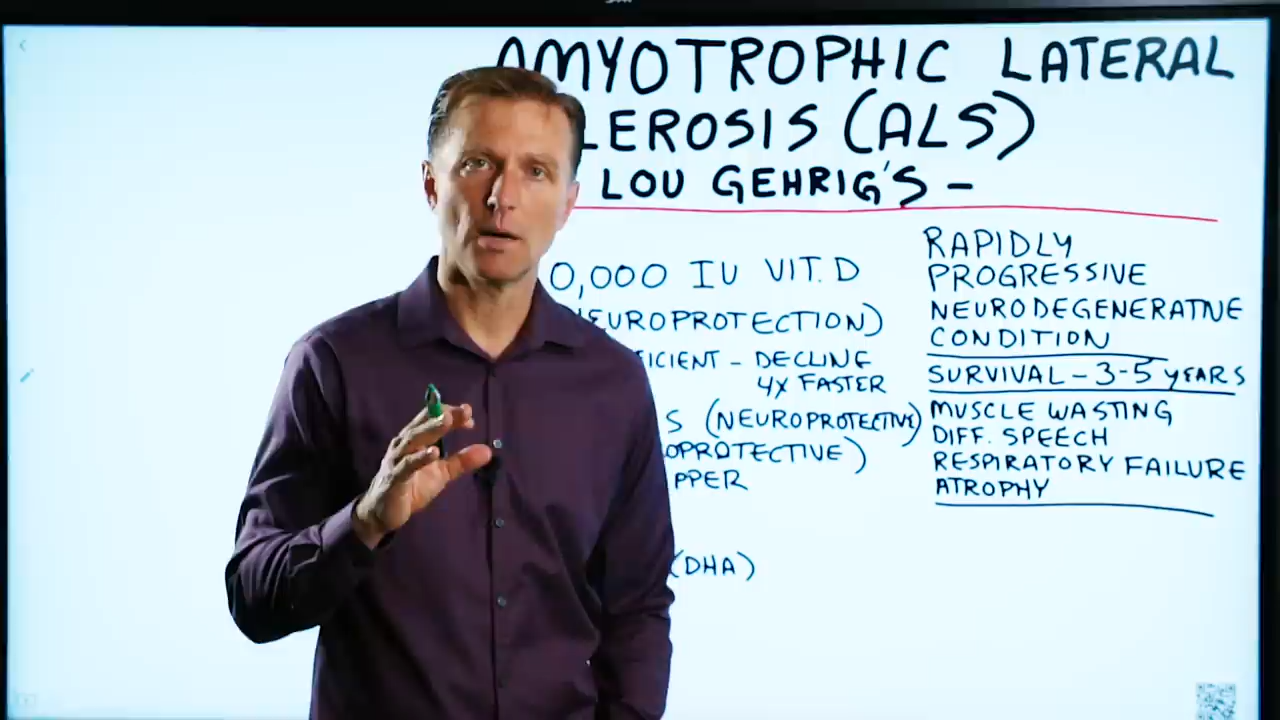 AMYOTROPHIC LATERAL
LEROSIS (ALS)
LOU GEHRIG'S –
0,000 IU VIT. D
EUROPROTECTION)
ICIENT – DECLINE
4X FASTER
S (NEUROPROTECTIVE)
OPROTECTIVE)
PPER
(DHA)
RAPIDLY
PROGRESSIVE
NEURODEGENERATIVE
CONDITION
SURVIVAL – 3-5 YEARS
MUSCLE WASTING
DIFF. SPEECH
RESPIRATORY FAILURE
ATROPHY